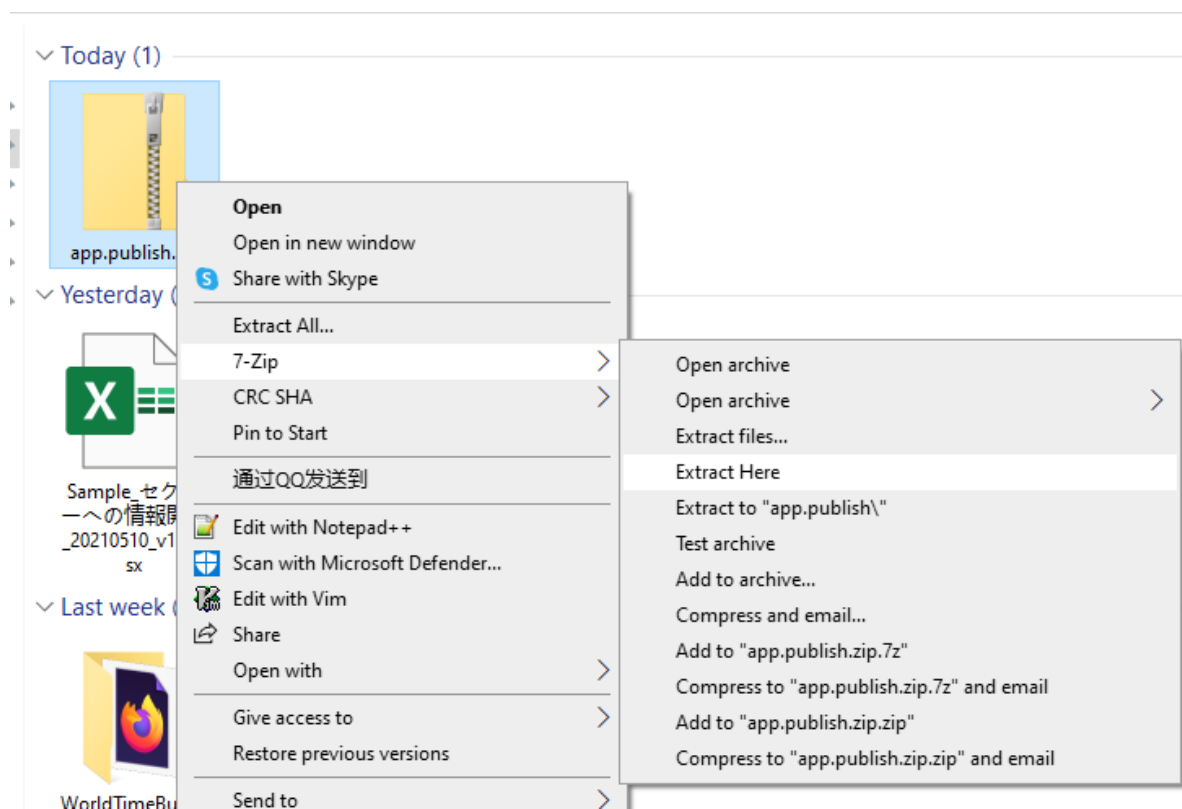 Today (1)
app.publish.
Yesterday (
Sample_セク
ーへの情報開
_20210510_v1
sx
Last week (
WorldTimeBu
Open
Open in new window
Share with Skype
Extract All...
7-Zip
CRC SHA
Pin to Start
通过QQ发送到
Edit with Notepad++
Scan with Microsoft Defender...
Edit with Vim
Share
Open with
Give access to
Restore previous versions
Send to
Open archive
Open archive
Extract files...
Extract Here
Extract to "app.publish\"
Test archive
Add to archive...
Compress and email...
Add to "app.publish.zip.7z"
Compress to "app.publish.zip.7z" and email
Add to "app.publish.zip.zip"
Compress to "app.publish.zip.zip" and email